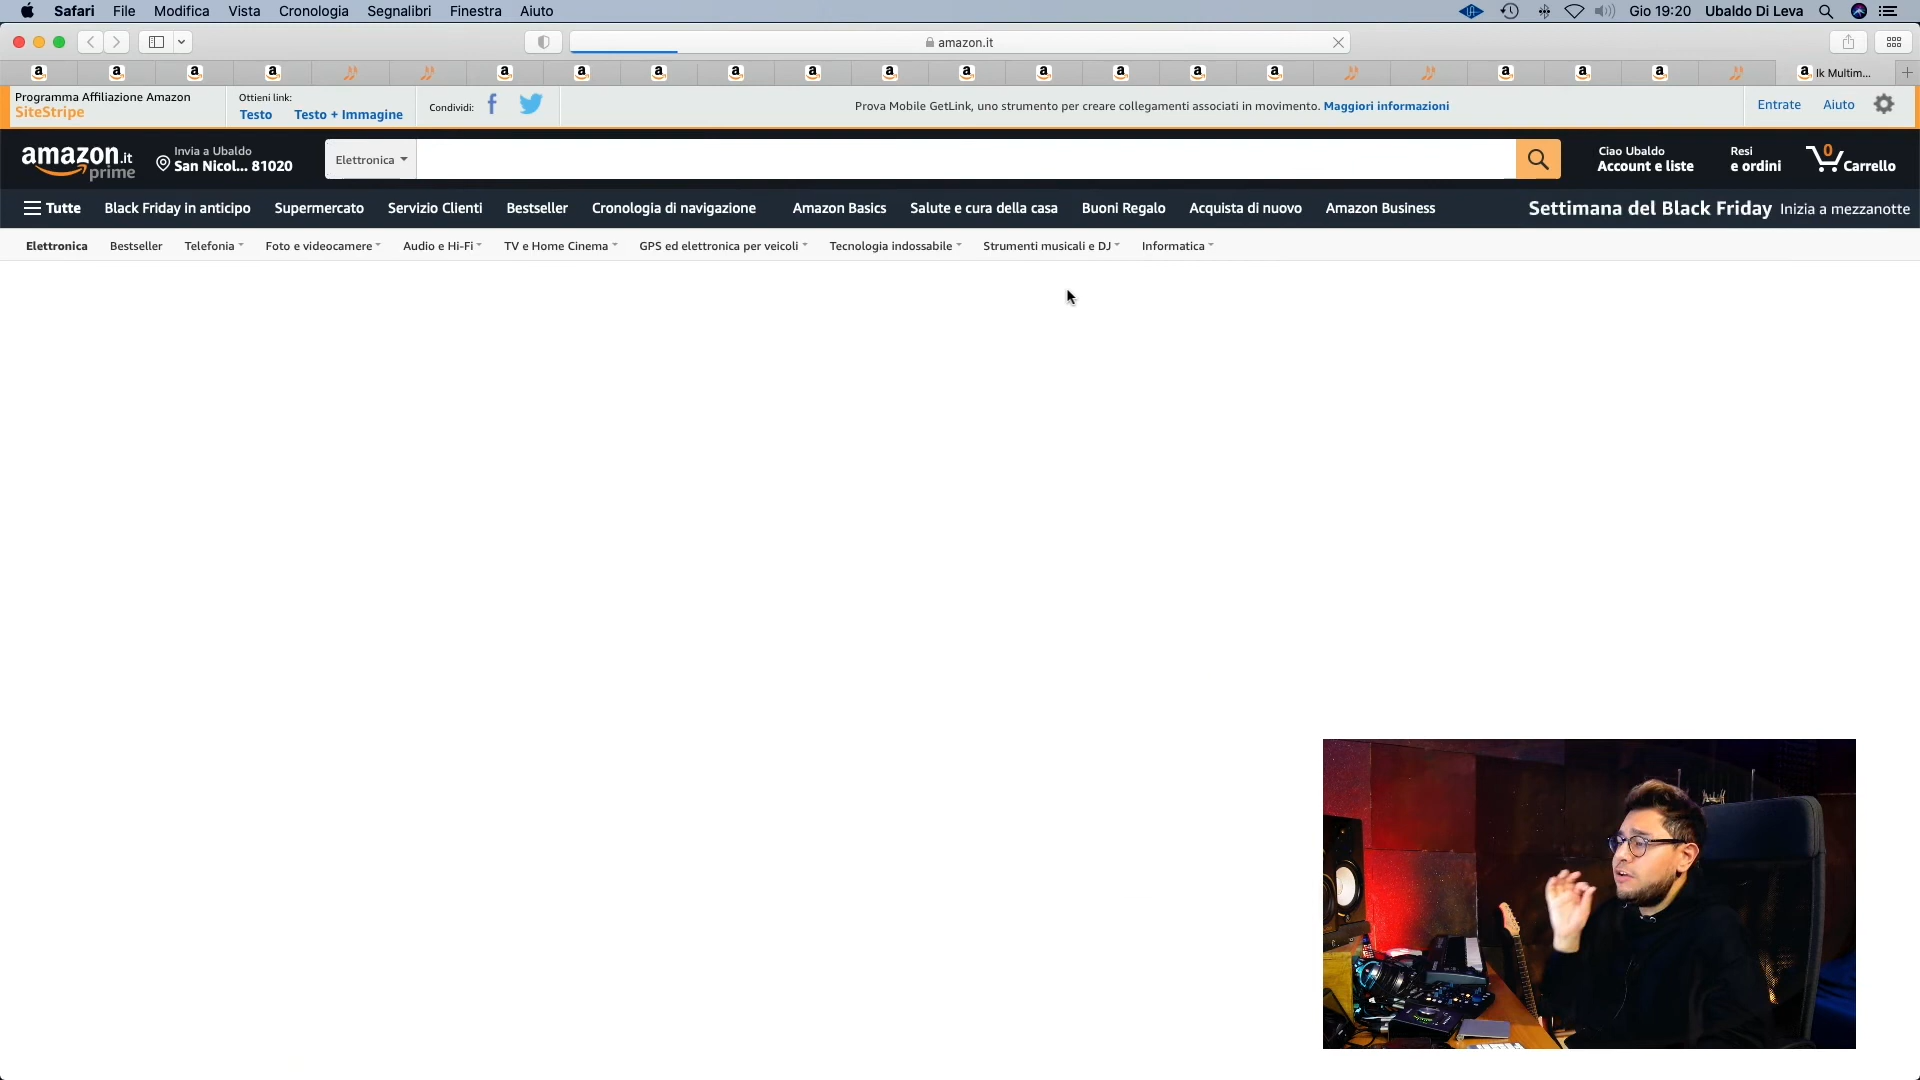 Safari File Modifica Vista Cronologia Segnalibri Finestra Aiuto Gio 19:20 Ubaldo Di Leva
amazon.it
Ik Multim...
Programma Affiliazione Amazon
SiteStripe
Ottieni link:
Testo Testo + Immagine
Condividi:
Prova Mobile GetLink, uno strumento per creare collegamenti associati in movimento. Maggiori informazioni
Entrate Aiuto
amazon.it
prime
Invia a Ubaldo
San Nicol... 81020
Elettronica
Ciao Ubaldo
Account e liste
Resi
e ordini
0
Carrello
Tutte Black Friday in anticipo Supermercato Servizio Clienti Bestseller Cronologia di navigazione Amazon Basics Salute e cura della casa Buoni Regalo Acquista di nuovo Amazon Business Settimana del Black Friday Inizia a mezzanotte
Elettronica Bestseller Telefonia Foto e videocamere Audio e Hi-Fi TV e Home Cinema GPS ed elettronica per veicoli Tecnologia indossabile Strumenti musicali e DJ Informatica